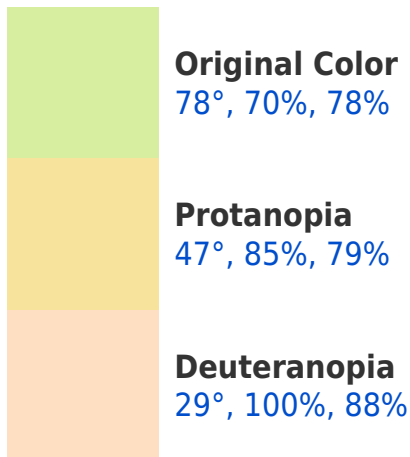 Original Color
78°, 70%, 78%
Protanopia
47°, 85%, 79%
Deuteranopia
29°, 100%, 88%